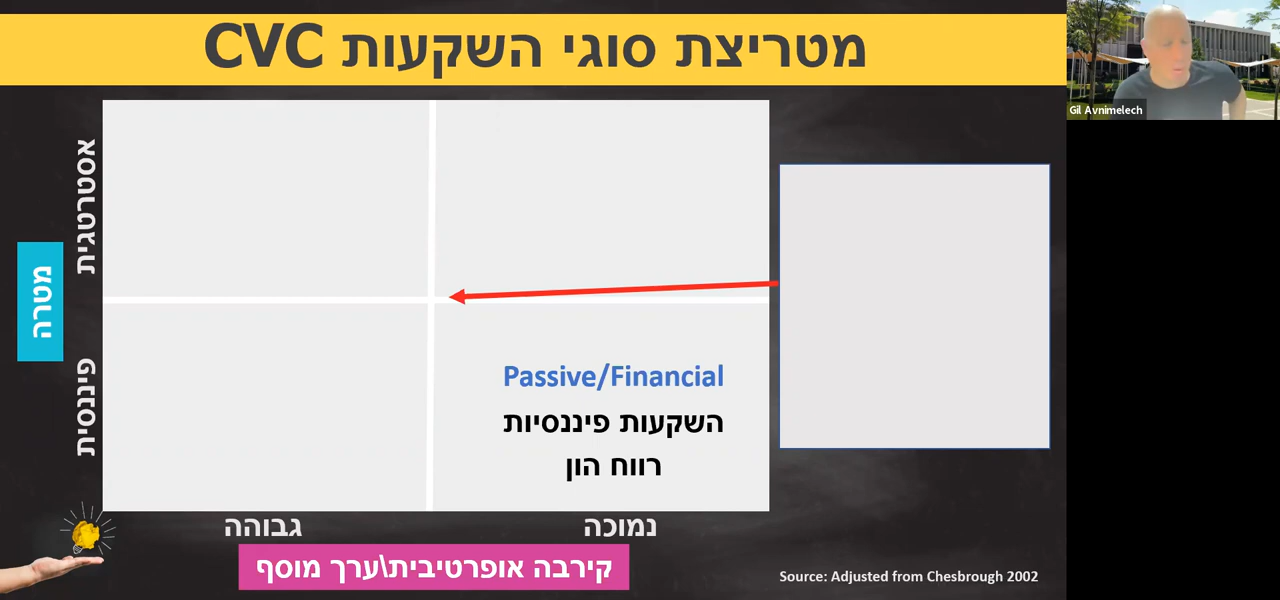 מטריצת סוגי השקעות CVC
Gil Avnimelech
אסטרטגית
מטרה
פיננסית
Passive/Financial
השקעות פיננסיות
רווח הון
גבוהה
נמוכה
קירבה אופרטיבית\ערך מוסף
Source: Adjusted from Chesbrough 2002